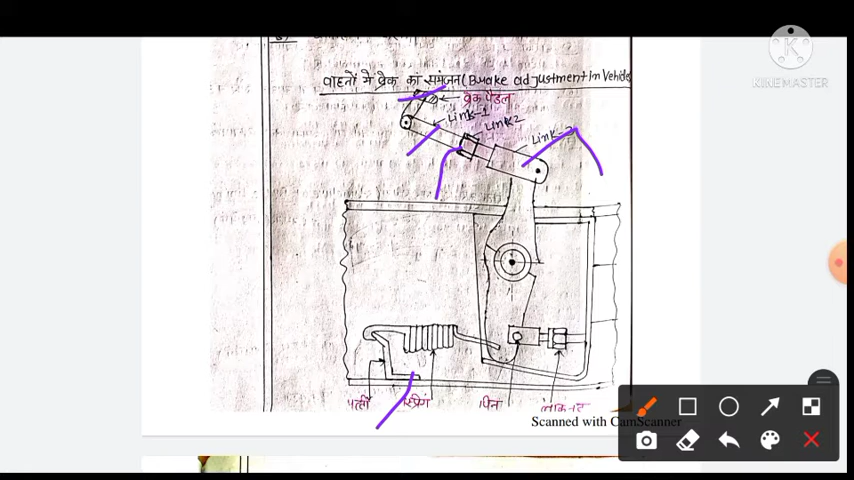 वाहनों में ब्रेक का समंजन (Brake adjustment in Vehicle
ब्रेक पैडल
Link-1
Link2
Link-3
स्प्रिंग
पिन
Scanned with CamScanner
KINEMASTER